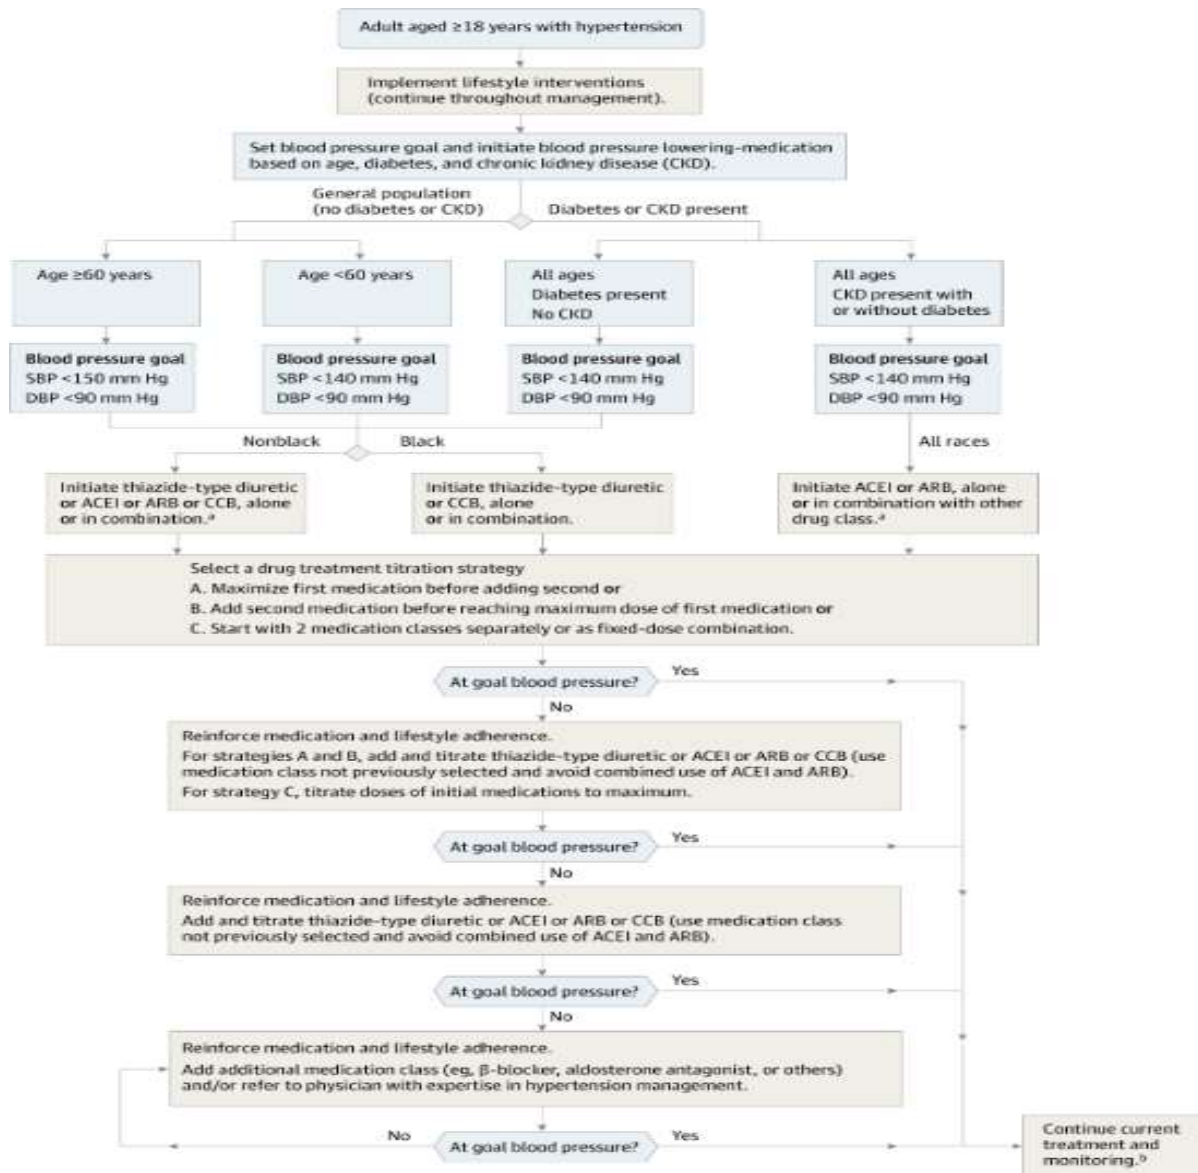 Adult aged ≥18 years with hypertension
Implement lifestyle interventions
(continue throughout management).
Set blood pressure goal and initiate blood pressure lowering-medication
based on age, diabetes, and chronic kidney disease (CKD).
General population
(no diabetes or CKD)
Diabetes or CKD present
Age ≥60 years
Age <60 years
All ages
Diabetes present
No CKD
All ages
CKD present with
or without diabetes
Blood pressure goal
SBP <150 mm Hg
DBP <90 mm Hg
Blood pressure goal
SBP <140 mm Hg
DBP <90 mm Hg
Blood pressure goal
SBP <140 mm Hg
DBP <90 mm Hg
Blood pressure goal
SBP <140 mm Hg
DBP <90 mm Hg
Nonblack
Black
All races
Initiate thiazide-type diuretic
or ACEI or ARB or CCB, alone
or in combination.ᵃ
Initiate thiazide-type diuretic
or CCB, alone
or in combination.
Initiate ACEI or ARB, alone
or in combination with other
drug class.ᵃ
Select a drug treatment titration strategy
A. Maximize first medication before adding second or
B. Add second medication before reaching maximum dose of first medication or
C. Start with 2 medication classes separately or as fixed-dose combination.
At goal blood pressure?
Yes
No
Reinforce medication and lifestyle adherence.
For strategies A and B, add and titrate thiazide-type diuretic or ACEI or ARB or CCB (use
medication class not previously selected and avoid combined use of ACEI and ARB).
For strategy C, titrate doses of initial medications to maximum.
At goal blood pressure?
Yes
No
Reinforce medication and lifestyle adherence.
Add and titrate thiazide-type diuretic or ACEI or ARB or CCB (use medication class
not previously selected and avoid combined use of ACEI and ARB).
At goal blood pressure?
Yes
No
Reinforce medication and lifestyle adherence.
Add additional medication class (eg, β-blocker, aldosterone antagonist, or others)
and/or refer to physician with expertise in hypertension management.
No
At goal blood pressure?
Yes
Continue current
treatment and
monitoring.ᵇ